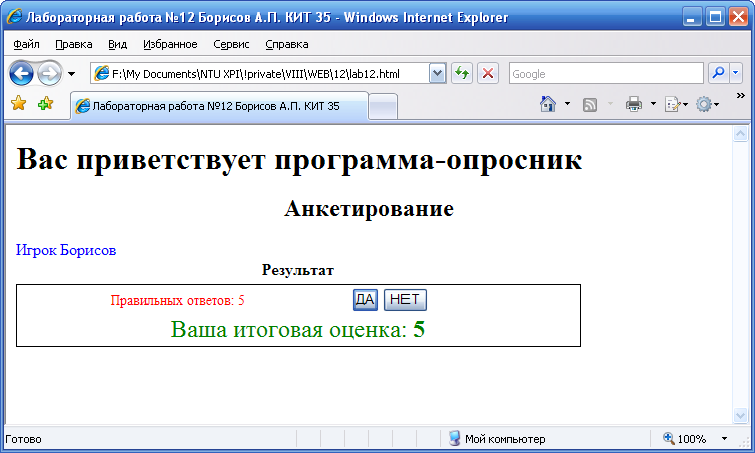 Лабораторная работа №12 Борисов А.П. КИТ 35 - Windows Internet Explorer
Файл Правка Вид Избранное Сервис Справка
F:\My Documents\NTU XPI\!private\VIII\WEB\12\lab12.html Google
Лабораторная работа №12 Борисов А.П. КИТ 35
Вас приветствует программа-опросник
Анкетирование
Игрок Борисов
Результат
Правильных ответов: 5 ДА НЕТ
Ваша итоговая оценка: 5
Готово Мой компьютер 100%